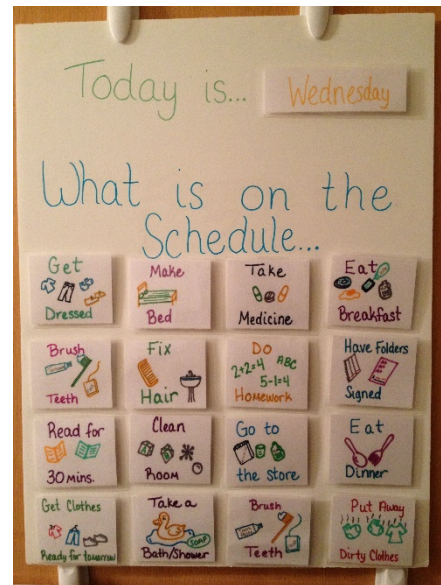 Today is... Wednesday
What is on the
Schedule...
Get
Dressed
Make
Bed
Take
Medicine
Eat
Breakfast
Brush
Teeth
Fix
Hair
Do
2+2=4 ABC
5-1=4
Homework
Have Folders
Signed
Read for
30 mins.
Clean
Room
Go to
the Store
Eat
Dinner
Get Clothes
Ready for tomorrow
Take a
SOAP
Bath/Shower
Brush
Teeth
Put Away
Dirty Clothes